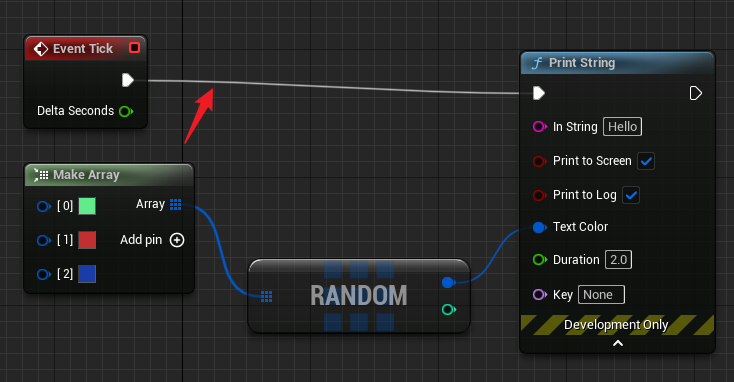 Event Tick
Delta Seconds
Make Array
[ 0]
Array
[ 1]
Add pin
[ 2]
RANDOM
f Print String
In String Hello
Print to Screen
Print to Log
Text Color
Duration 2.0
Key None
Development Only